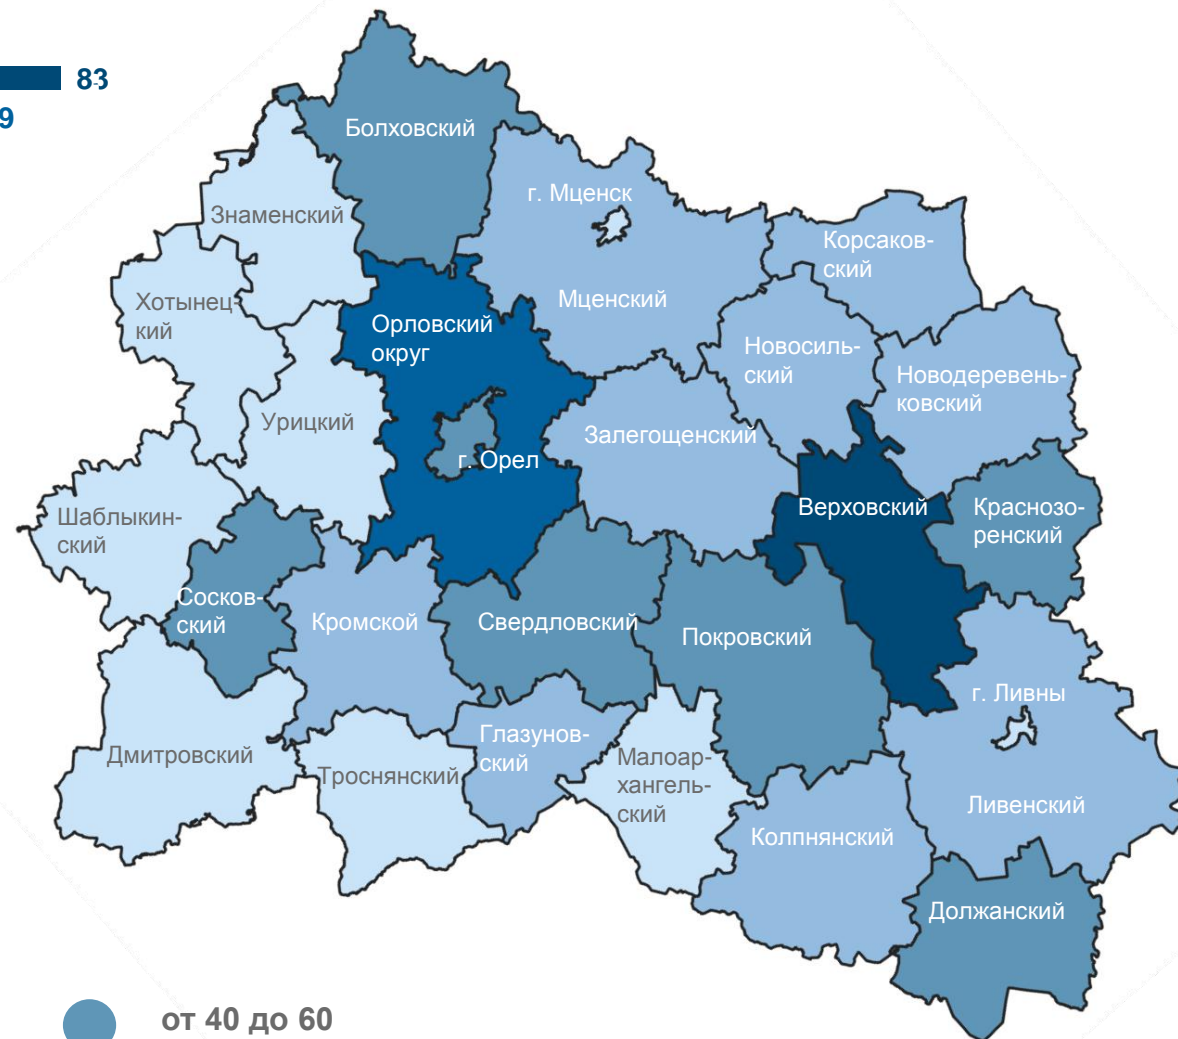 83
9
Болховский
г. Мценск
Знаменский
Корсаков-
ский
Хотынец-
кий
Мценский
Орловский
округ
Новосиль-
ский
Новодеревень-
ковский
Урицкий
Залегощенский
г. Орел
Шаблыкин-
ский
Верховский
Краснозо-
ренский
Сосков-
ский
Кромской
Свердловский
Покровский
г. Ливны
Глазунов-
ский
Дмитровский
Троснянский
Малоар-
хангель-
ский
Ливенский
Колпнянский
Должанский
от 40 до 60